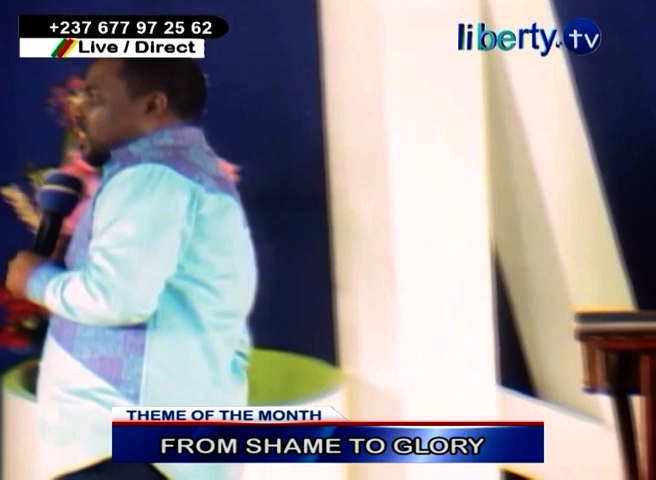 +237 677 97 25 62
Live / Direct
liberty.tv
THEME OF THE MONTH
FROM SHAME TO GLORY